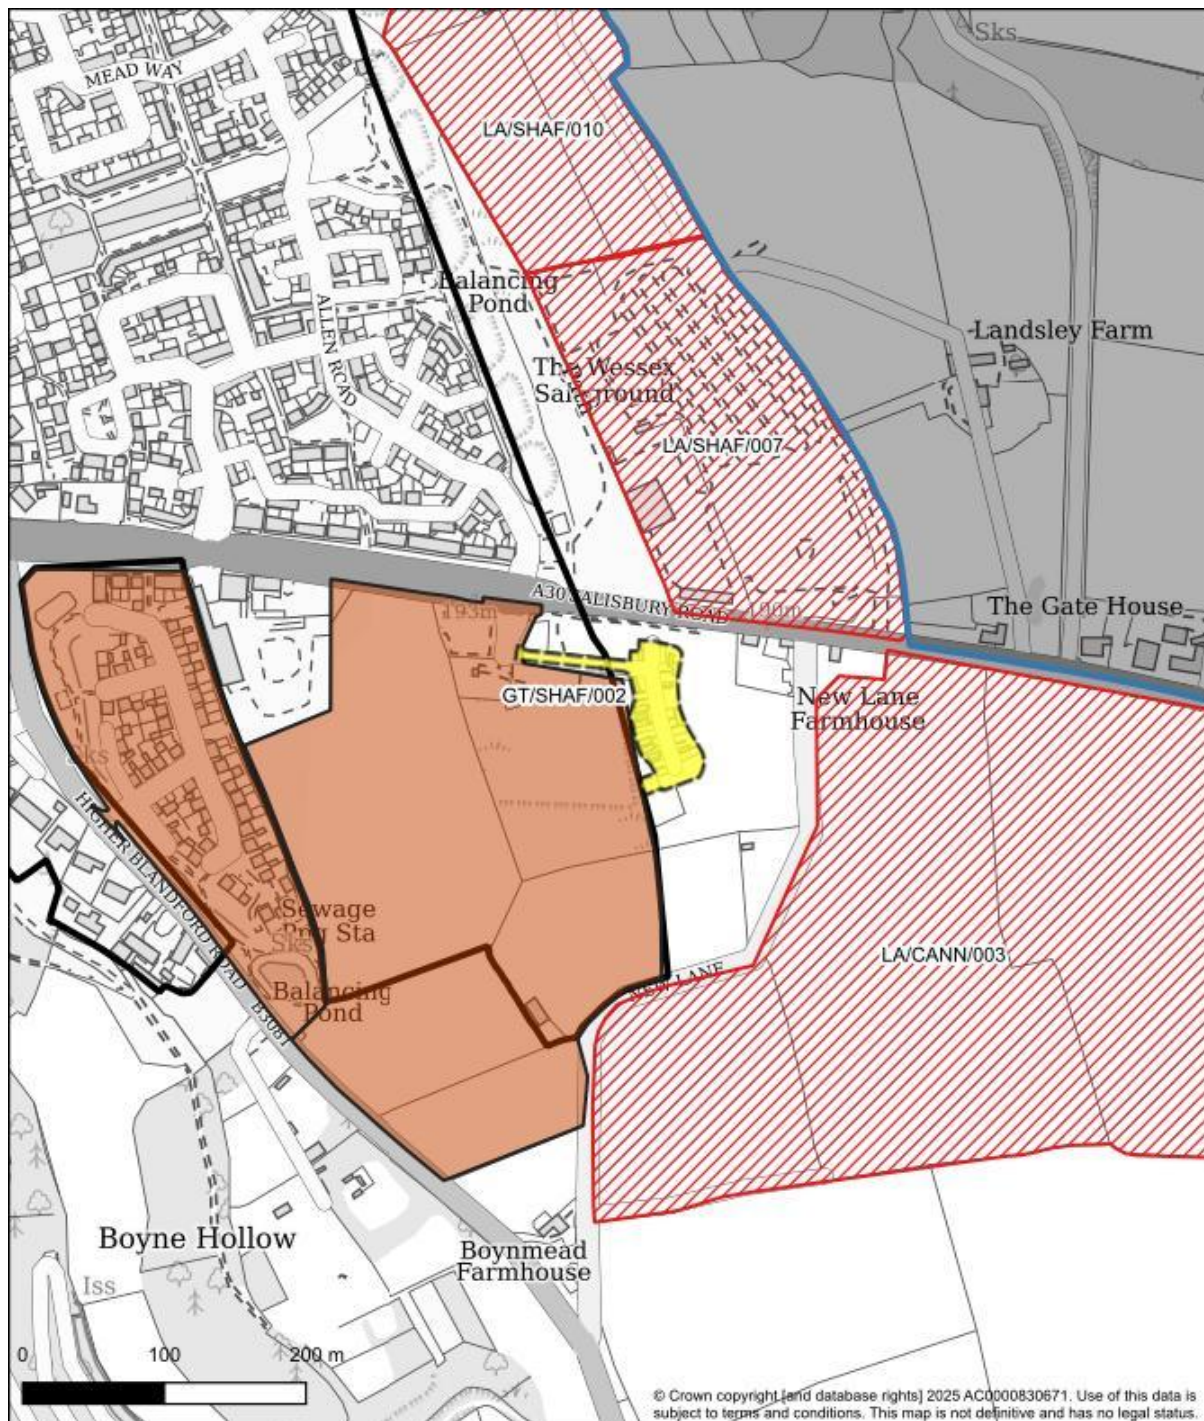 Sks
MEAD WAY
LA/SHAF/010
Balancing
Pond
ALLEN ROAD
Landsley Farm
The Wessex
Saleground
LA/SHAF/007
A30 SALISBURY ROAD
190m
The Gate House
193m
GT/SHAF/002
New Lane
Farmhouse
Sks
HIGHER BLANDFORD ROAD B3081
Sewage
Png Sta
Sks
Balancing
Pond
NEW LANE
LA/CANN/003
Boyne Hollow
Boynmead
Farmhouse
Iss
0 100 200 m
© Crown copyright [and database rights] 2025 AC0000830671. Use of this data is
subject to terms and conditions. This map is not definitive and has no legal status.